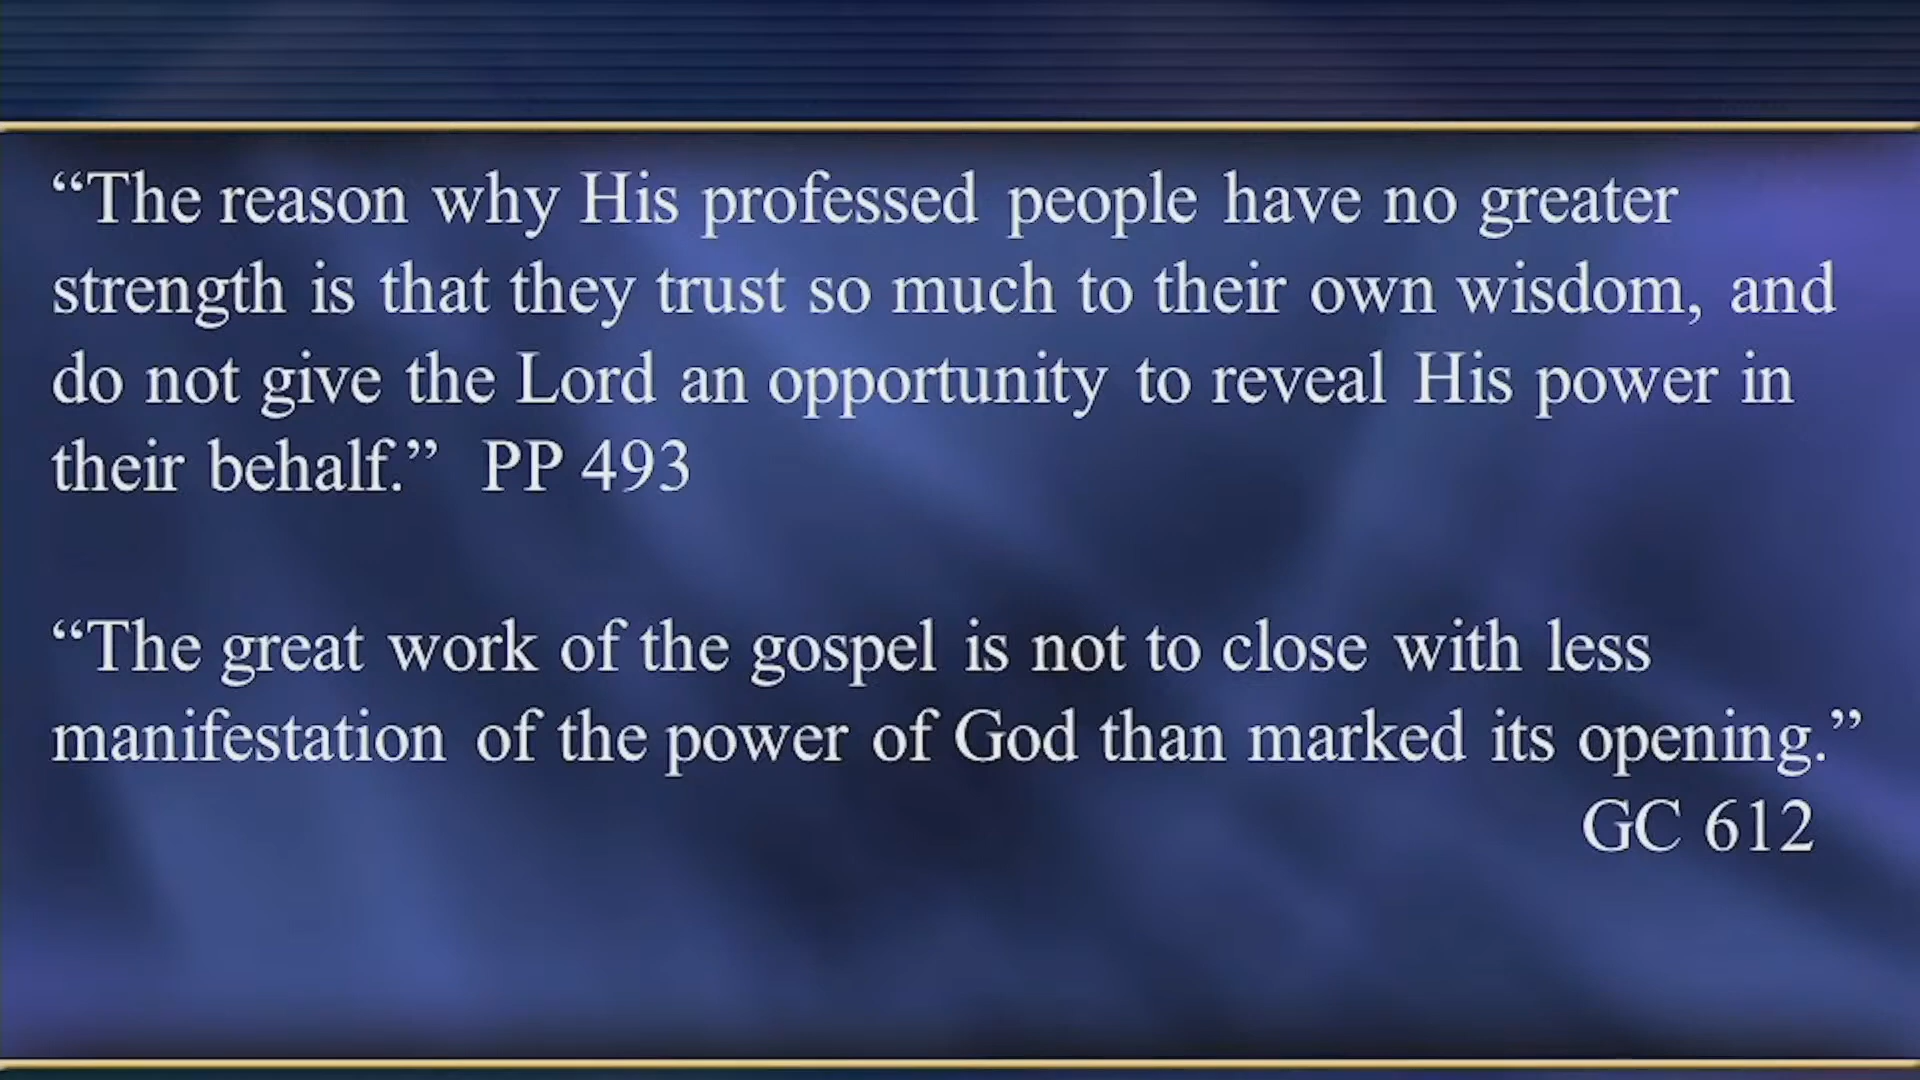 “The reason why His professed people have no greater
strength is that they trust so much to their own wisdom, and
do not give the Lord an opportunity to reveal His power in
their behalf.” PP 493
“The great work of the gospel is not to close with less
manifestation of the power of God than marked its opening.”
GC 612